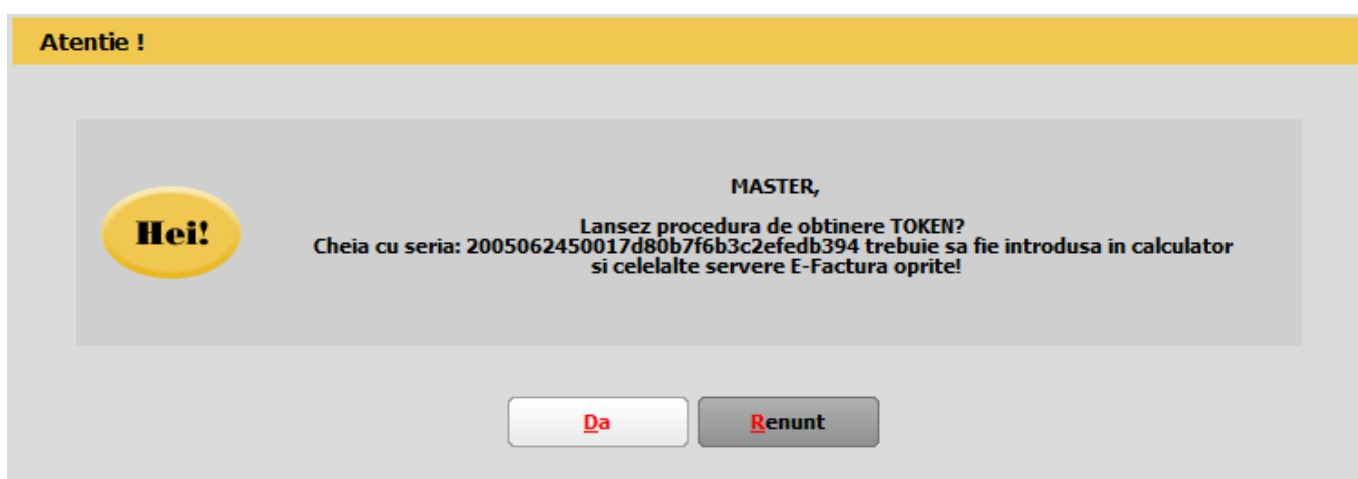 Atentie !
MASTER,
Hei!
Lansez procedura de obtinere TOKEN?
Cheia cu seria: 2005062450017d80b7f6b3c2efedb394 trebuie sa fie introdusa in calculator
si celelalte servere E-Factura oprite!
Da
Renunt